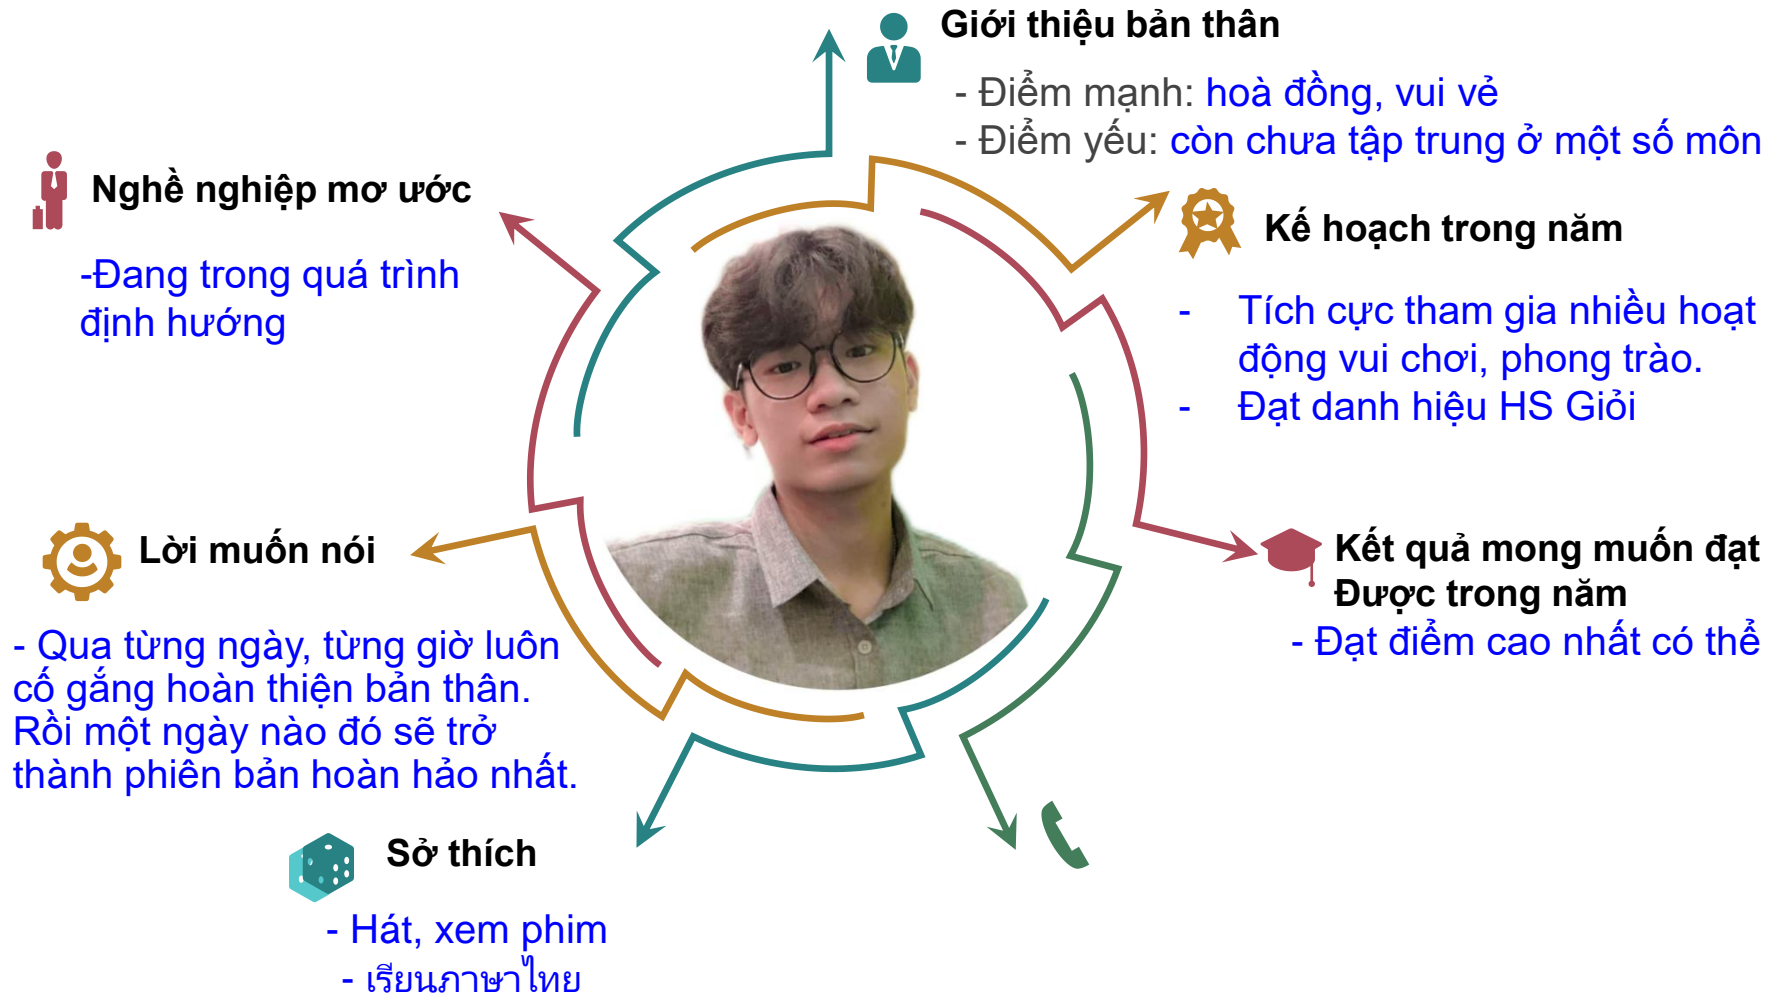 Giới thiệu bản thân
- Điểm mạnh: hoà đồng, vui vẻ
- Điểm yếu: còn chưa tập trung ở một số môn
Kế hoạch trong năm
- Tích cực tham gia nhiều hoạt
động vui chơi, phong trào.
- Đạt danh hiệu HS Giỏi
Kết quả mong muốn đạt
Được trong năm
- Đạt điểm cao nhất có thể
Sở thích
- Hát, xem phim
- เรียนภาษาไทย
Lời muốn nói
- Qua từng ngày, từng giờ luôn
cố gắng hoàn thiện bản thân.
Rồi một ngày nào đó sẽ trở
thành phiên bản hoàn hảo nhất.
Nghề nghiệp mơ ước
-Đang trong quá trình
định hướng